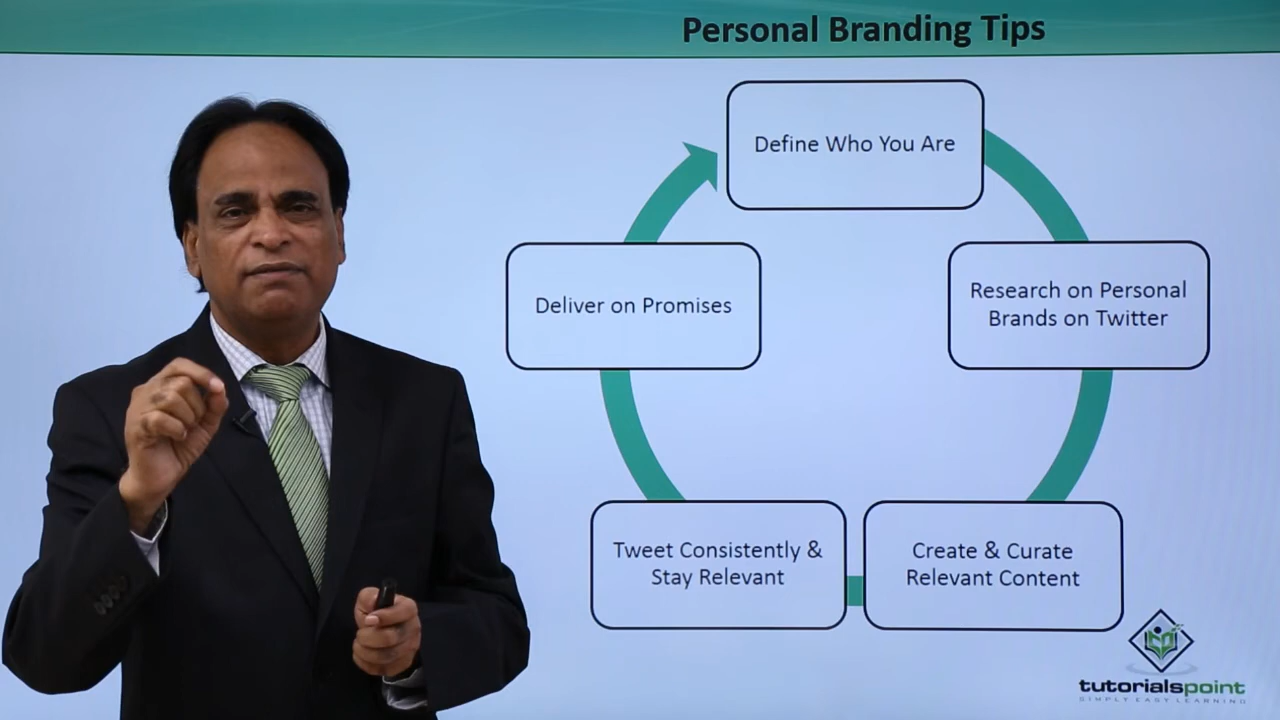 Personal Branding Tips
Define Who You Are
Research on Personal
Brands on Twitter
Create & Curate
Relevant Content
Tweet Consistently &
Stay Relevant
Deliver on Promises
tutorialspoint
SIMPLY EASY LEARNING